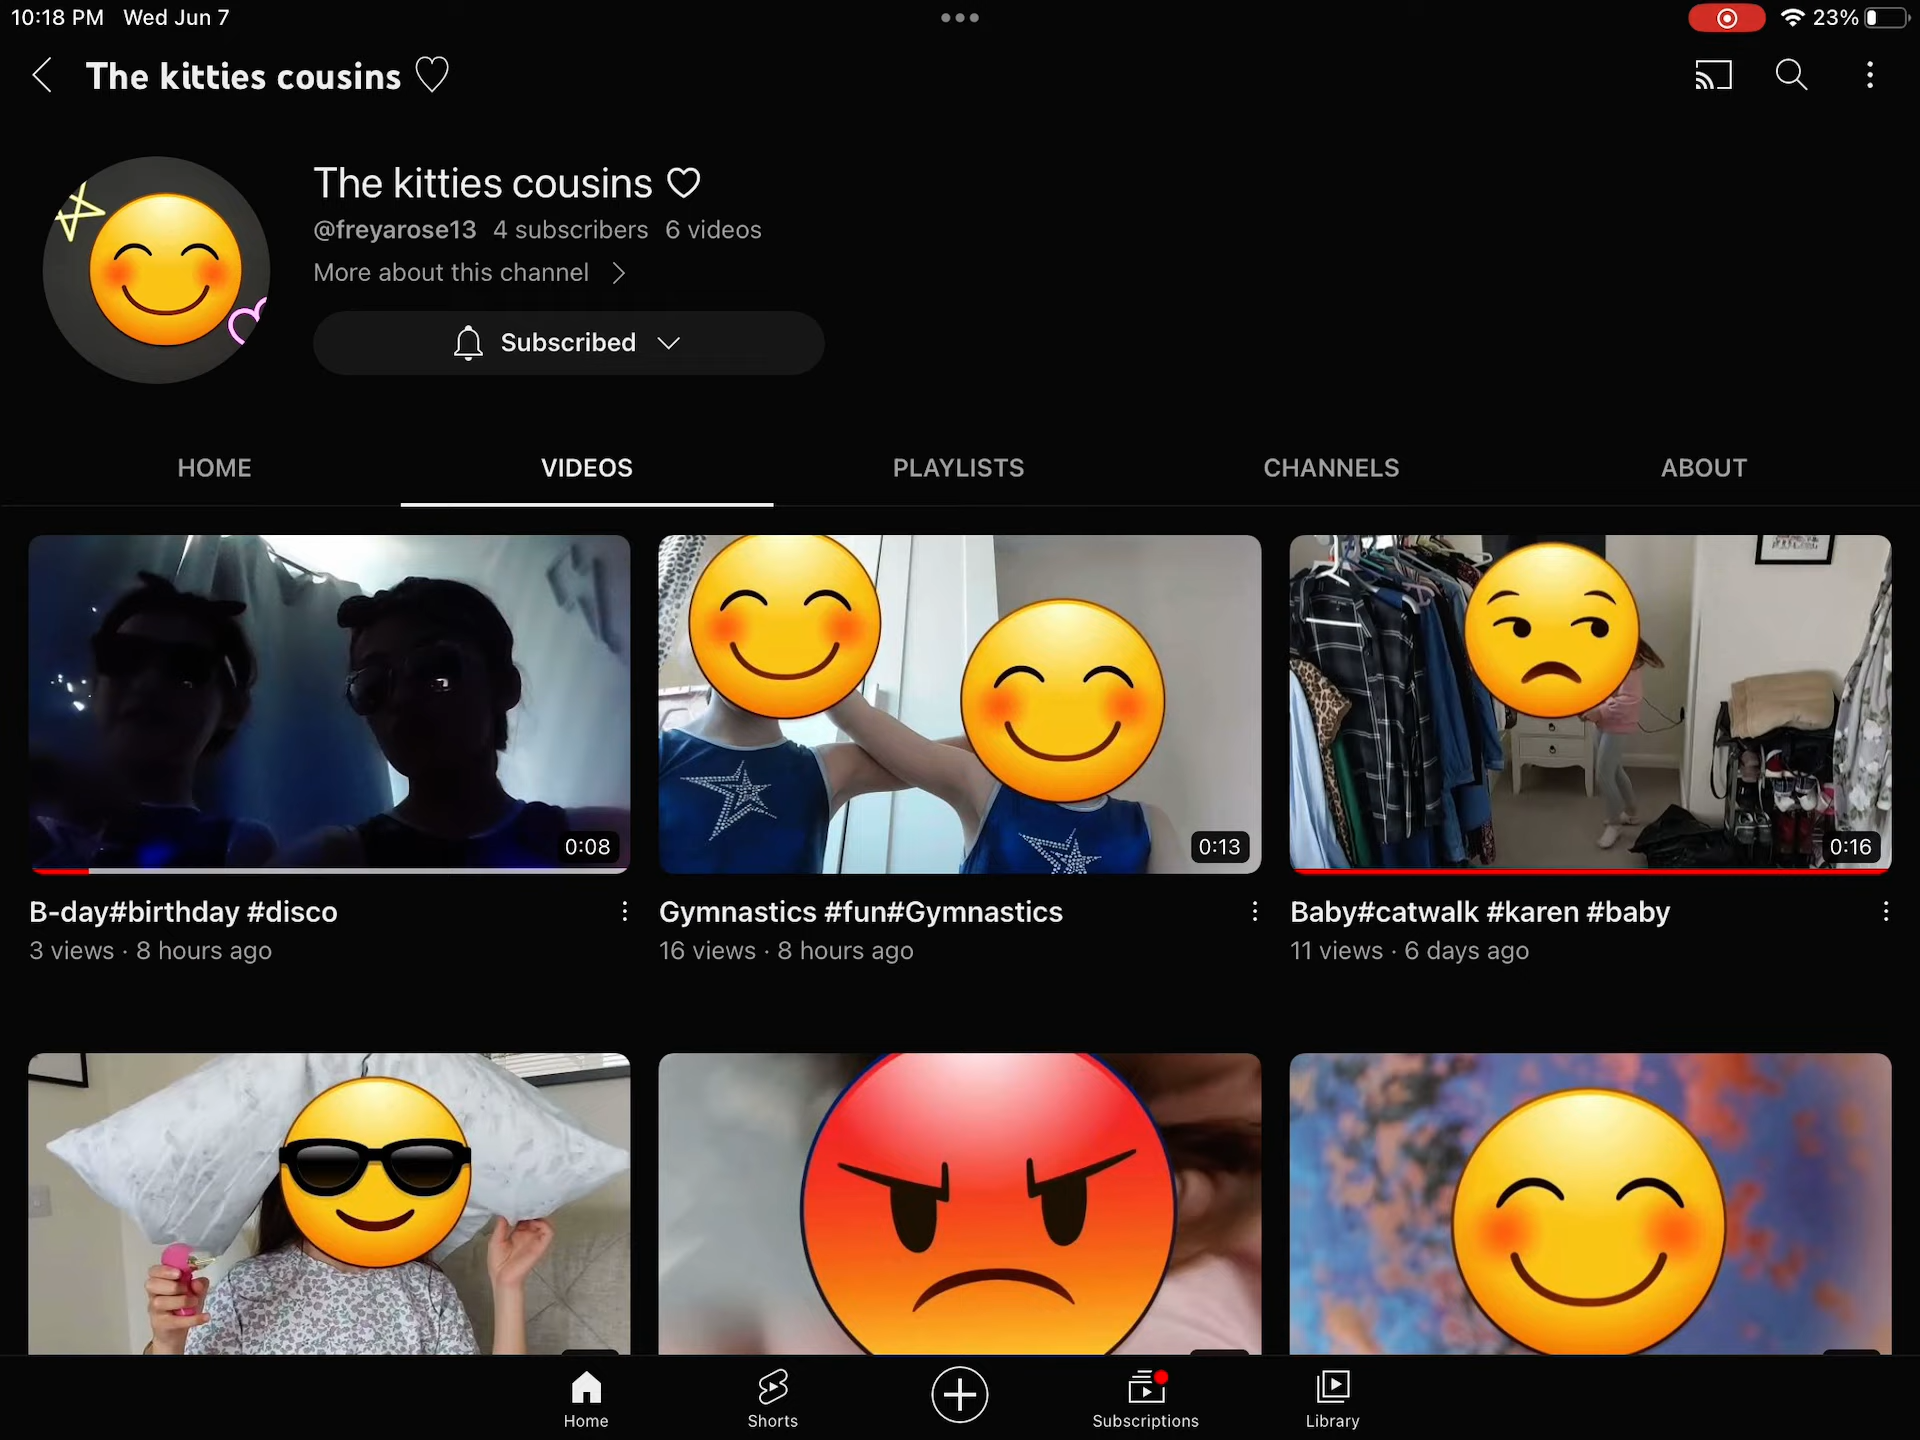 10:18 PM Wed Jun 7
23%
The kitties cousins ♡
The kitties cousins ♡
@freyarose13 4 subscribers 6 videos
More about this channel
Subscribed
HOME VIDEOS PLAYLISTS CHANNELS ABOUT
0:08 0:13 0:16
B-day#birthday #disco
3 views · 8 hours ago
Gymnastics #fun#Gymnastics
16 views · 8 hours ago
Baby#catwalk #karen #baby
11 views · 6 days ago
Home Shorts Subscriptions Library